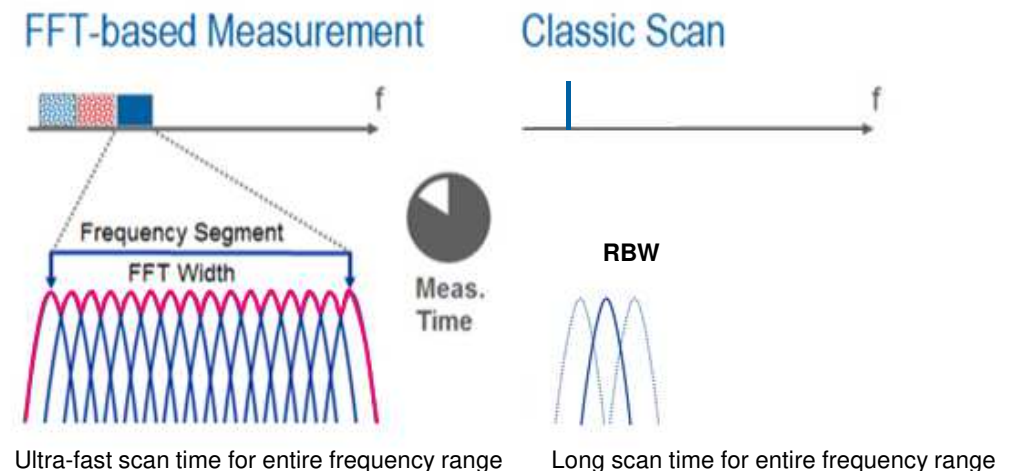 FFT-based Measurement
Classic Scan
f
f
Frequency Segment
FFT Width
Meas.
Time
RBW
Ultra-fast scan time for entire frequency range
Long scan time for entire frequency range